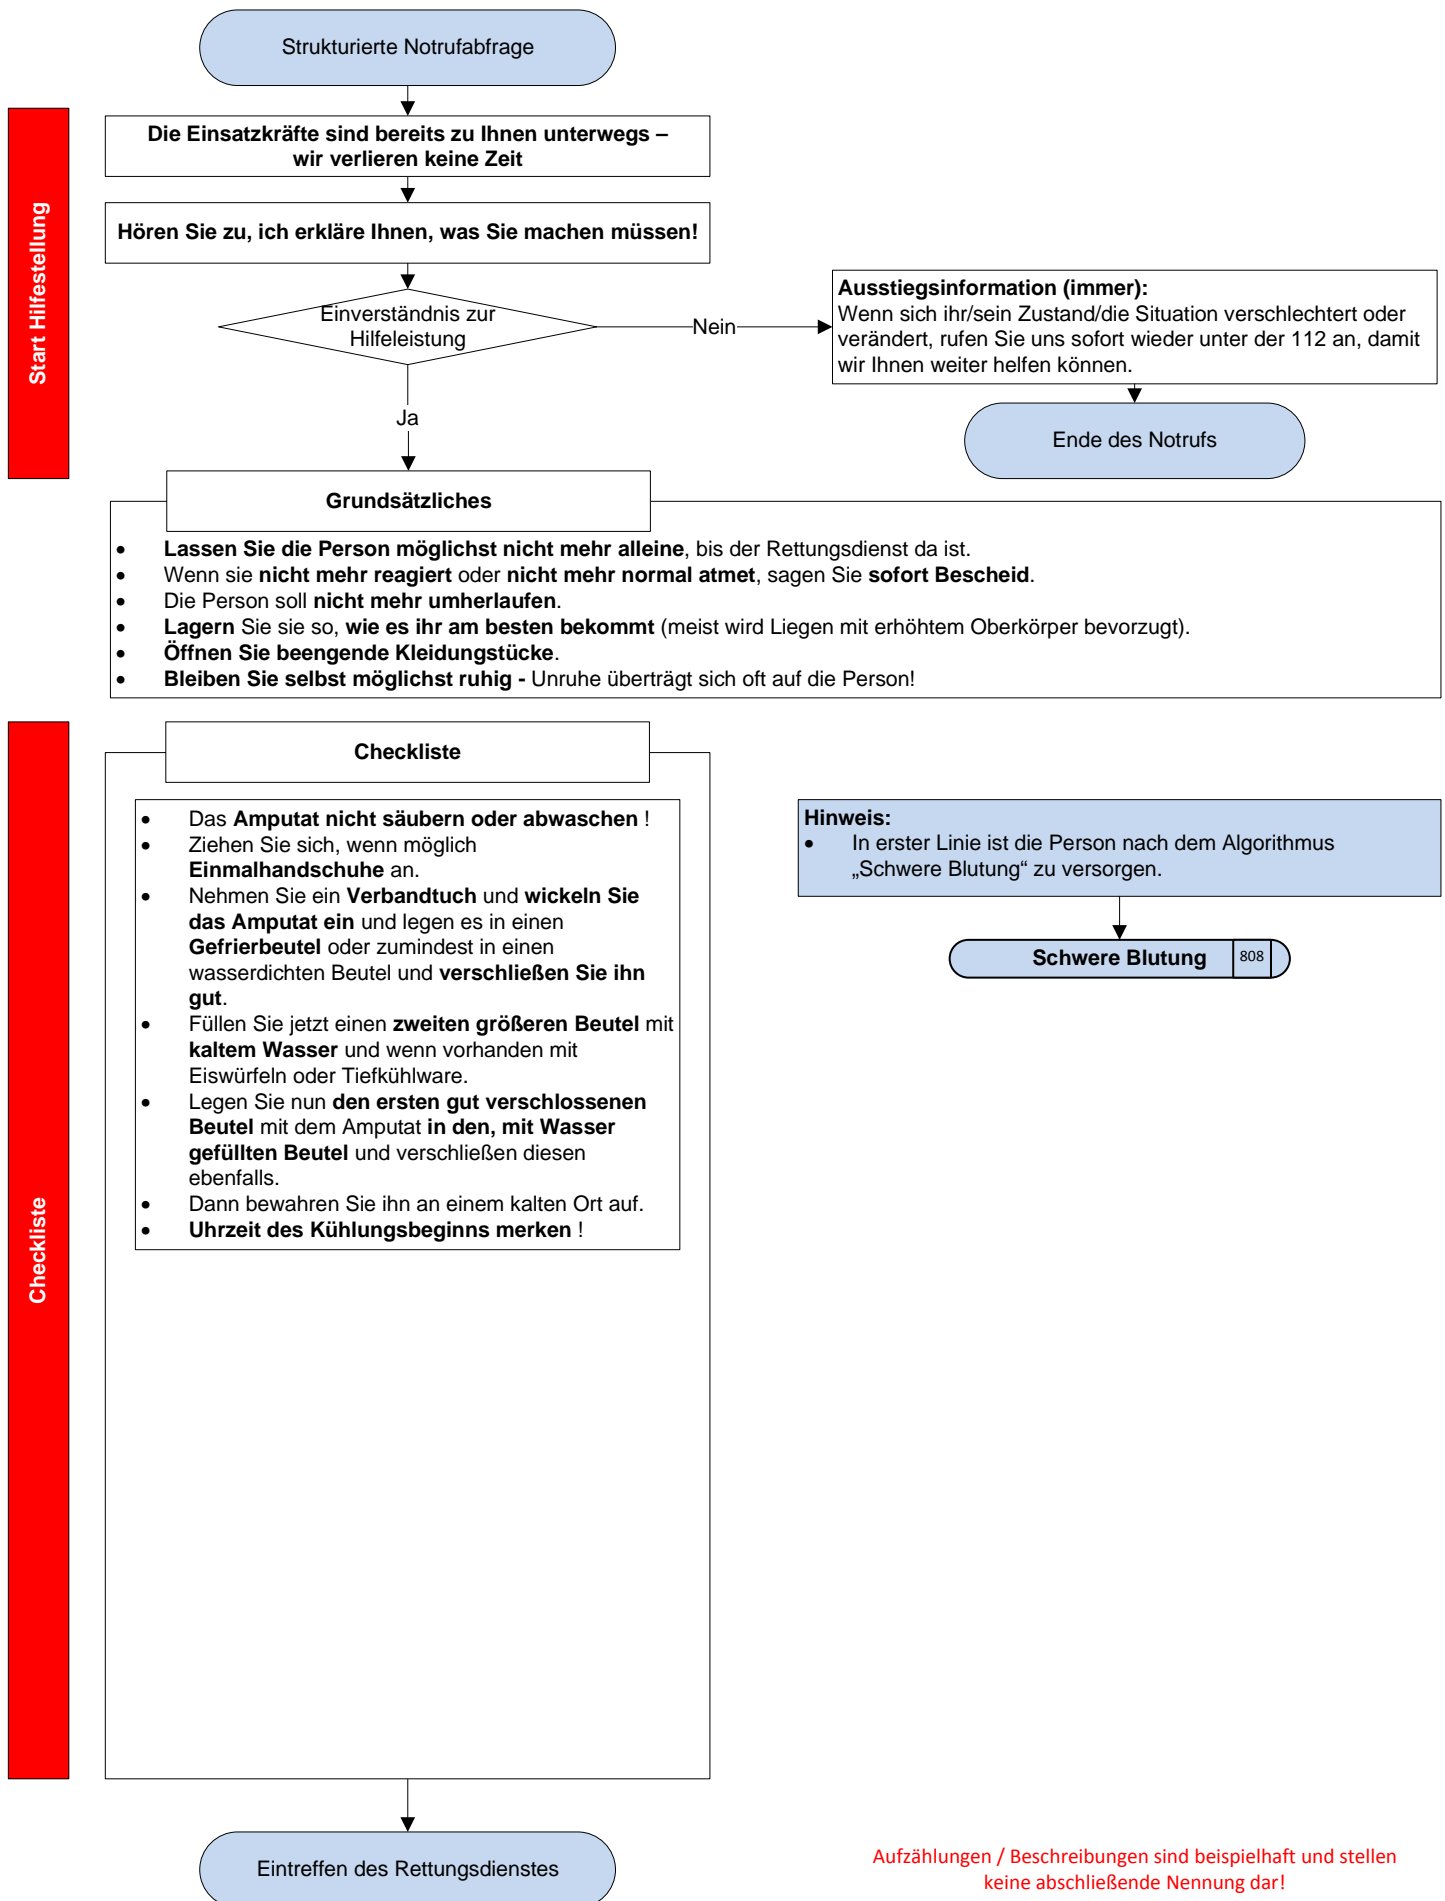 Strukturierte Notrufabfrage
Start Hilfestellung
Die Einsatzkräfte sind bereits zu Ihnen unterwegs –
wir verlieren keine Zeit
Hören Sie zu, ich erkläre Ihnen, was Sie machen müssen!
Einverständnis zur
Hilfeleistung
Nein
Ausstiegsinformation (immer):
Wenn sich ihr/sein Zustand/die Situation verschlechtert oder
verändert, rufen Sie uns sofort wieder unter der 112 an, damit
wir Ihnen weiter helfen können.
Ende des Notrufs
Ja
Grundsätzliches
• Lassen Sie die Person möglichst nicht mehr alleine, bis der Rettungsdienst da ist.
• Wenn sie nicht mehr reagiert oder nicht mehr normal atmet, sagen Sie sofort Bescheid.
• Die Person soll nicht mehr umherlaufen.
• Lagern Sie sie so, wie es ihr am besten bekommt (meist wird Liegen mit erhöhtem Oberkörper bevorzugt).
• Öffnen Sie beengende Kleidungstücke.
• Bleiben Sie selbst möglichst ruhig - Unruhe überträgt sich oft auf die Person!
Checkliste
Checkliste
• Das Amputat nicht säubern oder abwaschen !
• Ziehen Sie sich, wenn möglich
Einmalhandschuhe an.
• Nehmen Sie ein Verbandtuch und wickeln Sie
das Amputat ein und legen es in einen
Gefrierbeutel oder zumindest in einen
wasserdichten Beutel und verschließen Sie ihn
gut.
• Füllen Sie jetzt einen zweiten größeren Beutel mit
kaltem Wasser und wenn vorhanden mit
Eiswürfeln oder Tiefkühlware.
• Legen Sie nun den ersten gut verschlossenen
Beutel mit dem Amputat in den, mit Wasser
gefüllten Beutel und verschließen diesen
ebenfalls.
• Dann bewahren Sie ihn an einem kalten Ort auf.
• Uhrzeit des Kühlungsbeginns merken !
Hinweis:
• In erster Linie ist die Person nach dem Algorithmus
„Schwere Blutung“ zu versorgen.
Schwere Blutung 808
Eintreffen des Rettungsdienstes
Aufzählungen / Beschreibungen sind beispielhaft und stellen
keine abschließende Nennung dar!